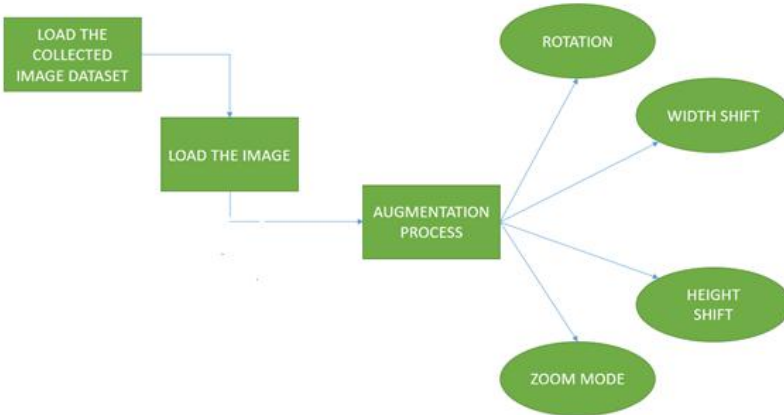 LOAD THE
COLLECTED
IMAGE DATASET
LOAD THE IMAGE
AUGMENTATION
PROCESS
ROTATION
WIDTH SHIFT
HEIGHT
SHIFT
ZOOM MODE